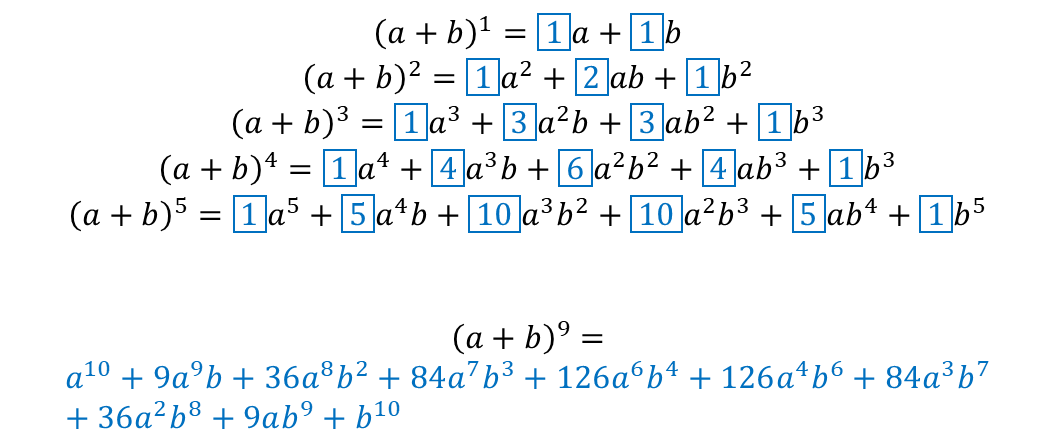 (a + b)¹ = 1a + 1b
(a + b)² = 1a² + 2ab + 1b²
(a + b)³ = 1a³ + 3a²b + 3ab² + 1b³
(a + b)⁴ = 1a⁴ + 4a³b + 6a²b² + 4ab³ + 1b³
(a + b)⁵ = 1a⁵ + 5a⁴b + 10a³b² + 10a²b³ + 5ab⁴ + 1b⁵
(a + b)⁹ =
a¹⁰ + 9a⁹b + 36a⁸b² + 84a⁷b³ + 126a⁶b⁴ + 126a⁴b⁶ + 84a³b⁷
+ 36a²b⁸ + 9ab⁹ + b¹⁰